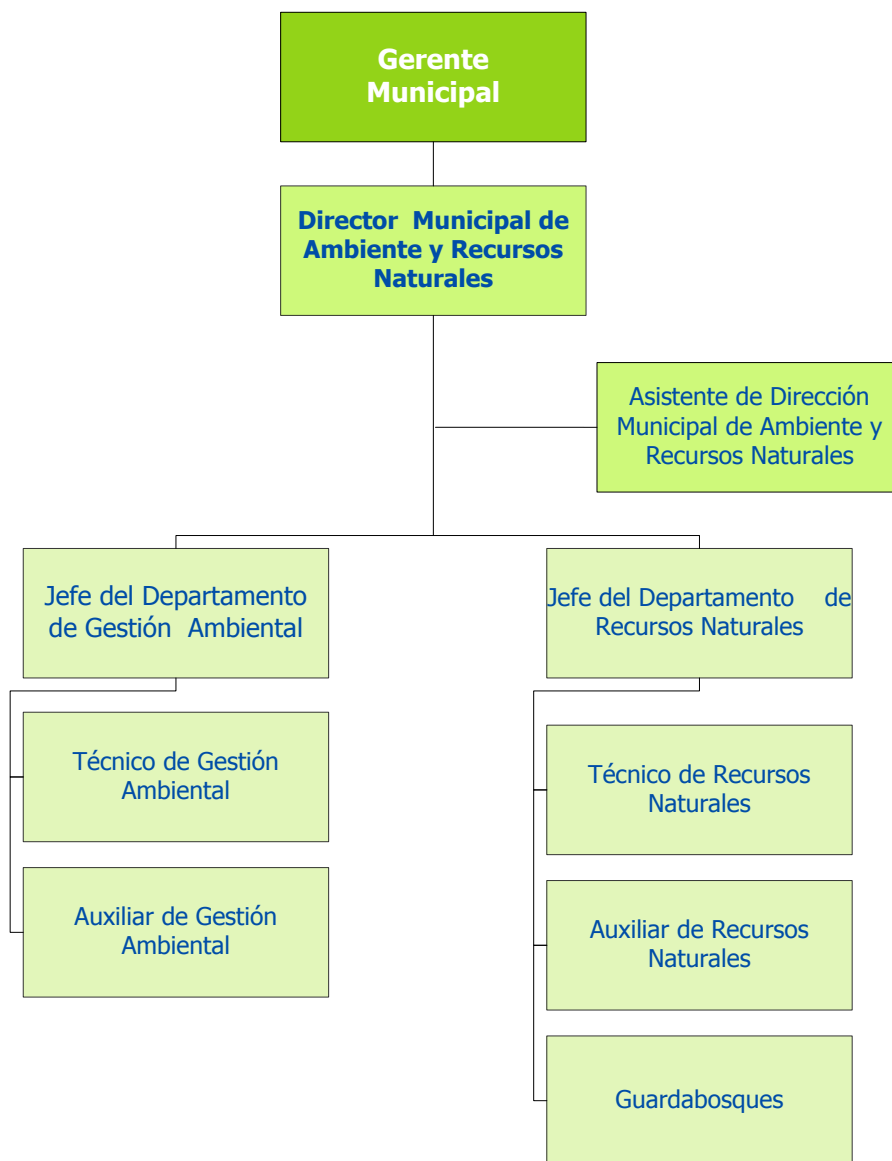 Gerente
Municipal
Director Municipal de
Ambiente y Recursos
Naturales
Asistente de Dirección
Municipal de Ambiente y
Recursos Naturales
Jefe del Departamento
de Gestión Ambiental
Jefe del Departamento de
Recursos Naturales
Técnico de Gestión
Ambiental
Técnico de Recursos
Naturales
Auxiliar de Gestión
Ambiental
Auxiliar de Recursos
Naturales
Guardabosques